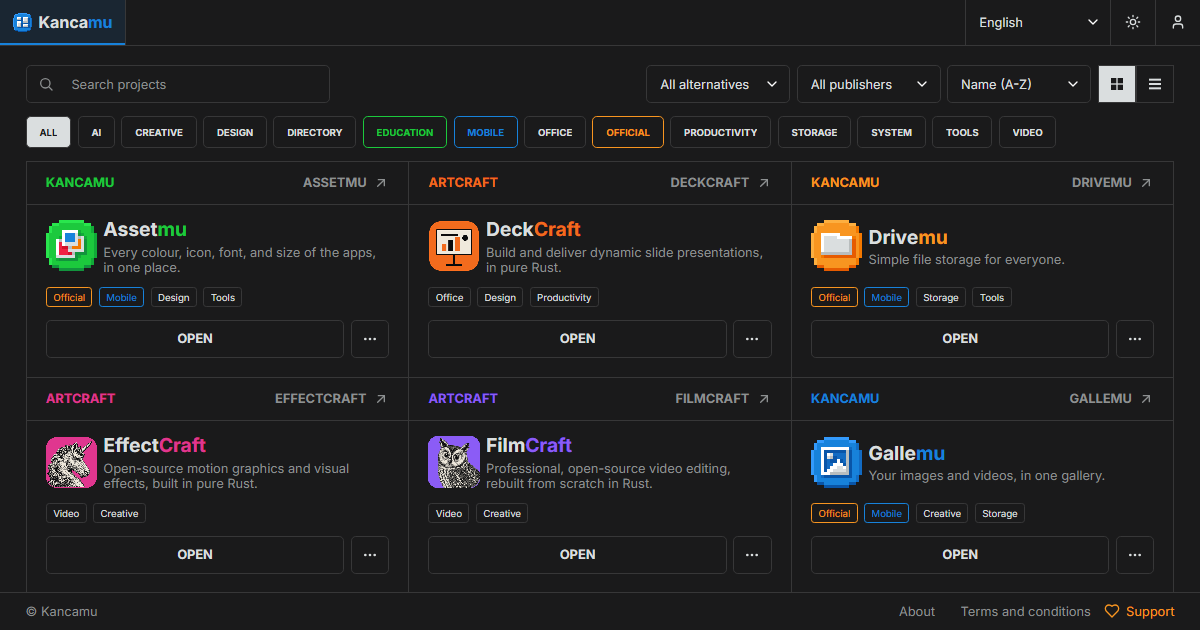 Kancamu
English
Search projects
All alternatives
All publishers
Name (A-Z)
ALL
AI
CREATIVE
DESIGN
DIRECTORY
EDUCATION
MOBILE
OFFICE
OFFICIAL
PRODUCTIVITY
STORAGE
SYSTEM
TOOLS
VIDEO
KANCAMU
ASSETMU
Assetmu
Every colour, icon, font, and size of the apps,
in one place.
Official
Mobile
Design
Tools
OPEN
ARTCRAFT
DECKCRAFT
DeckCraft
Build and deliver dynamic slide presentations,
in pure Rust.
Office
Design
Productivity
OPEN
KANCAMU
DRIVEMU
Drivemu
Simple file storage for everyone.
Official
Mobile
Storage
Tools
OPEN
ARTCRAFT
EFFECTCRAFT
EffectCraft
Open-source motion graphics and visual
effects, built in pure Rust.
Video
Creative
OPEN
ARTCRAFT
FILMCRAFT
FilmCraft
Professional, open-source video editing,
rebuilt from scratch in Rust.
Video
Creative
OPEN
KANCAMU
GALLEMU
Gallemu
Your images and videos, in one gallery.
Official
Mobile
Creative
Storage
OPEN
© Kancamu
About
Terms and conditions
Support